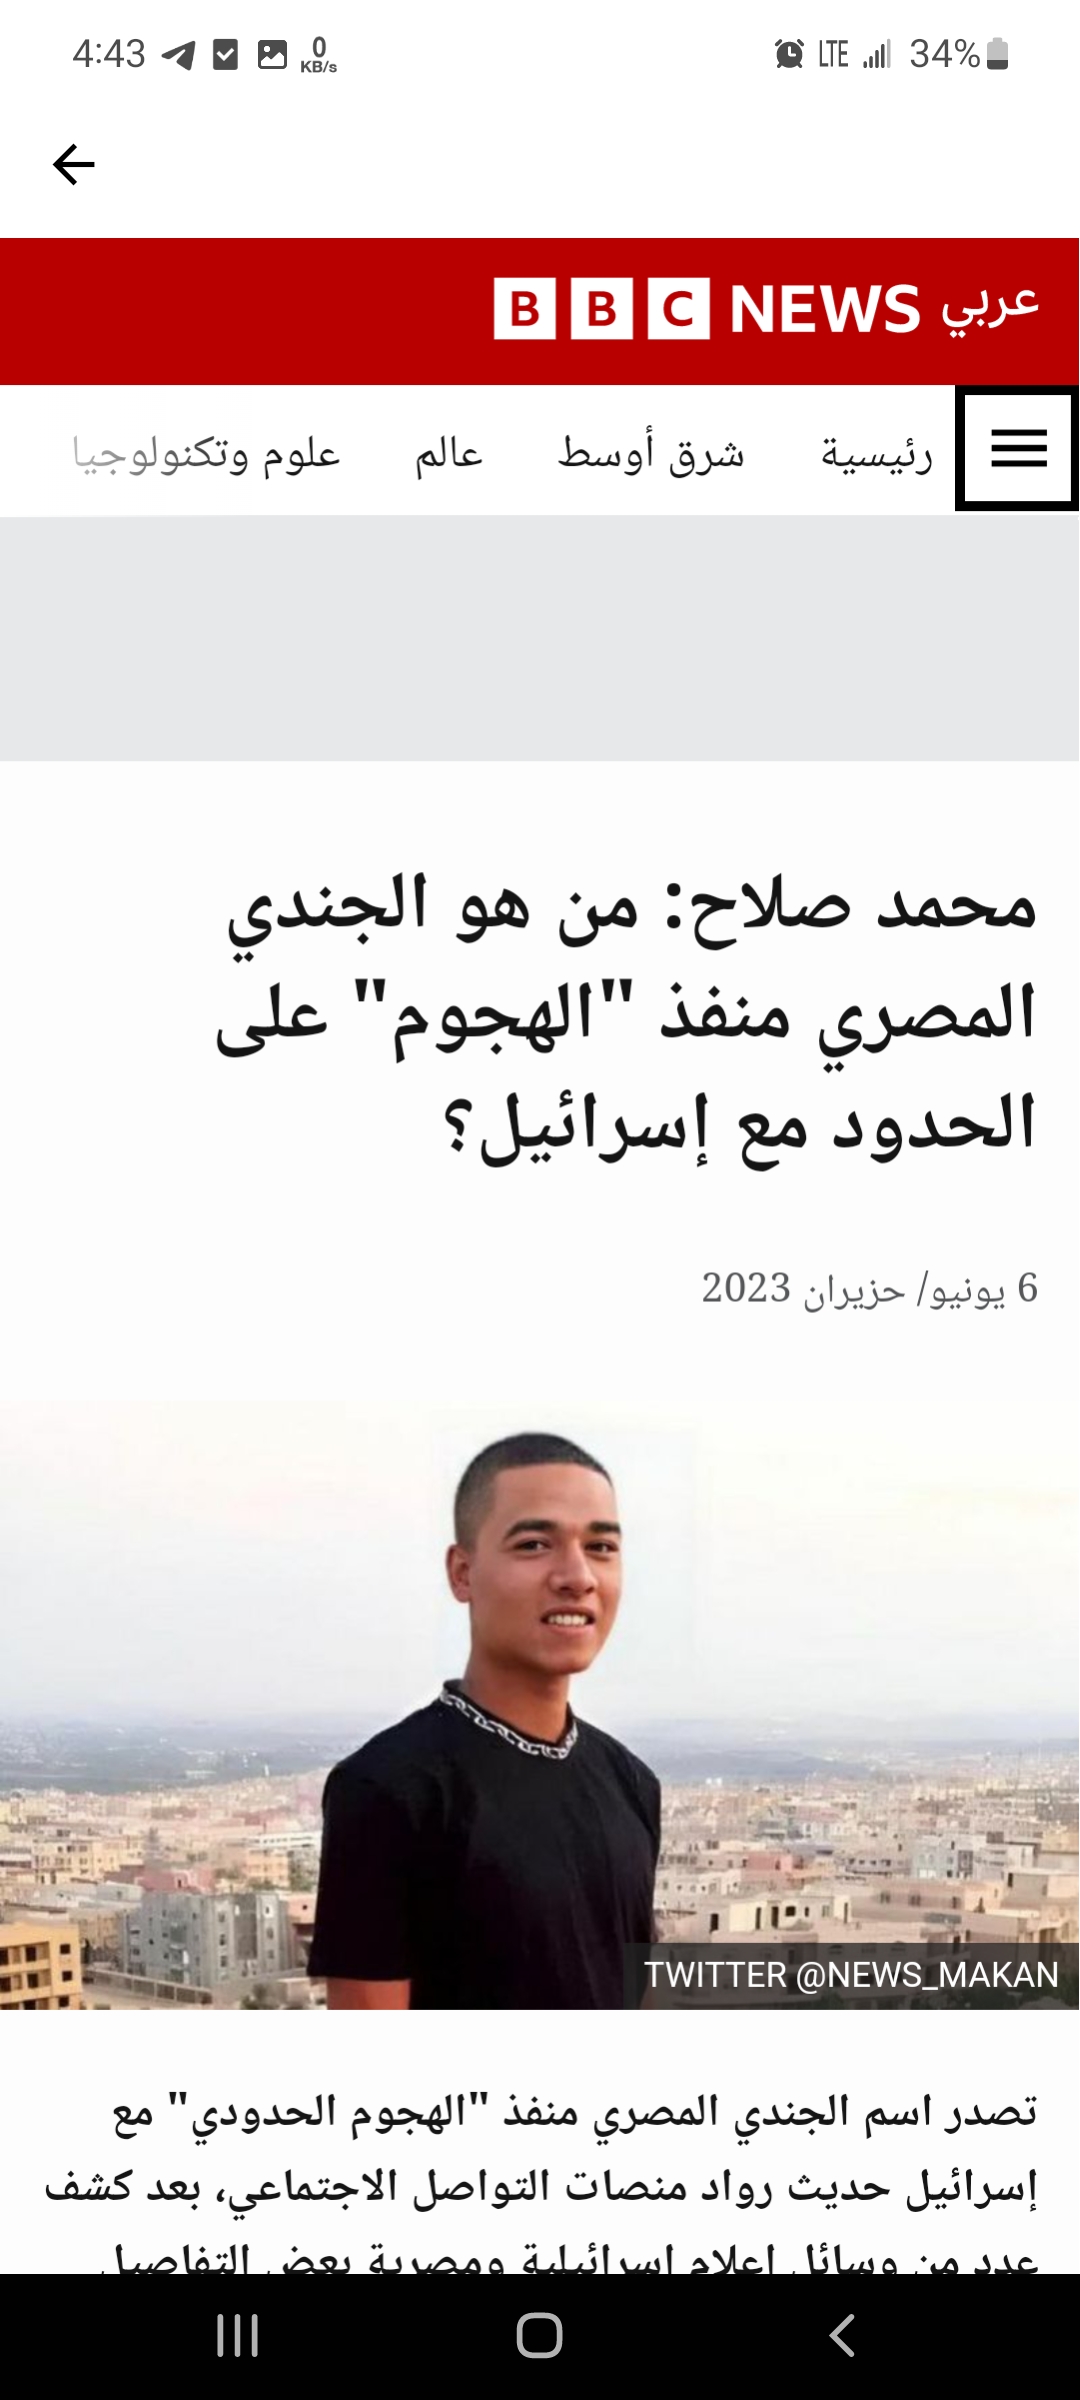 4:43
0 KB/s
LTE
34%
BBC NEWS عربي
رئيسية شرق أوسط عالم علوم وتكنولوجيا
محمد صلاح: من هو الجندي
المصري منفذ "الهجوم" على
الحدود مع إسرائيل؟
6 يونيو/ حزيران 2023
TWITTER @NEWS_MAKAN
تصدر اسم الجندي المصري منفذ "الهجوم الحدودي" مع
إسرائيل حديث رواد منصات التواصل الاجتماعي، بعد كشف
عدد من وسائل إعلام إسرائيلية ومصرية بعض التفاصيل